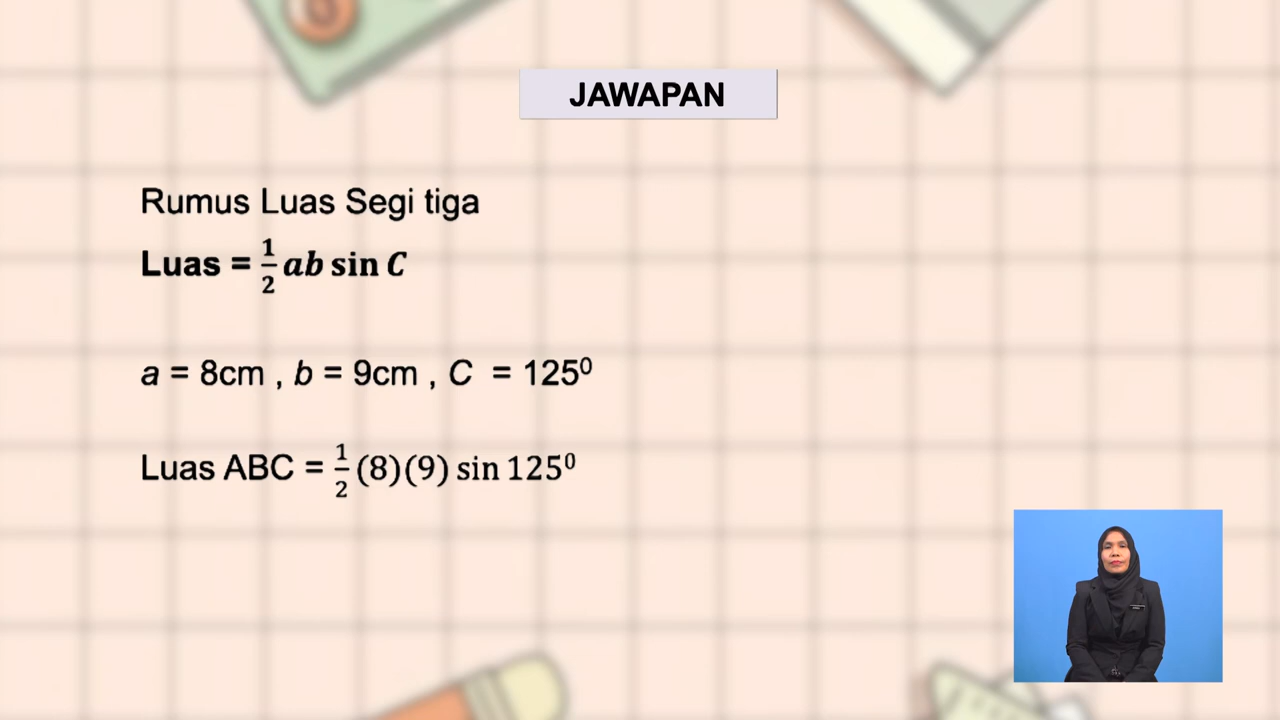 JAWAPAN
Rumus Luas Segi tiga
Luas = 1/2 ab sin C
a = 8cm , b = 9cm , C = 125⁰
Luas ABC = 1/2 (8)(9) sin 125⁰